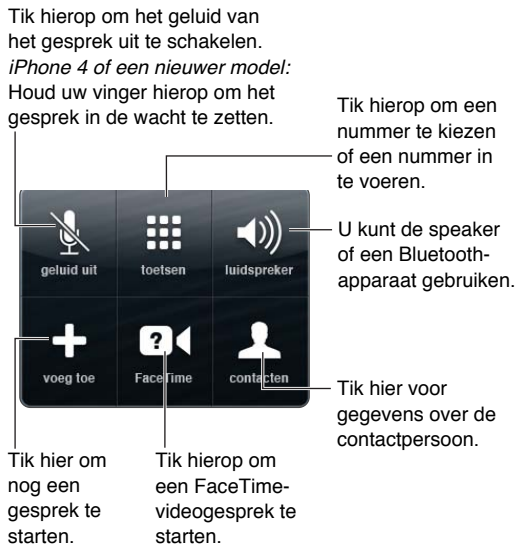 Tik hierop om het geluid van
het gesprek uit te schakelen.
iPhone 4 of een nieuwer model:
Houd uw vinger hierop om het
gesprek in de wacht te zetten.
Tik hierop om een
nummer te kiezen
of een nummer in
te voeren.
U kunt de speaker
of een Bluetooth-
apparaat gebruiken.
geluid uit
toetsen
luidspreker
voeg toe
FaceTime
contacten
Tik hier voor
gegevens over de
contactpersoon.
Tik hier om
nog een
gesprek te
starten.
Tik hierop om
een FaceTime-
videogesprek te
starten.